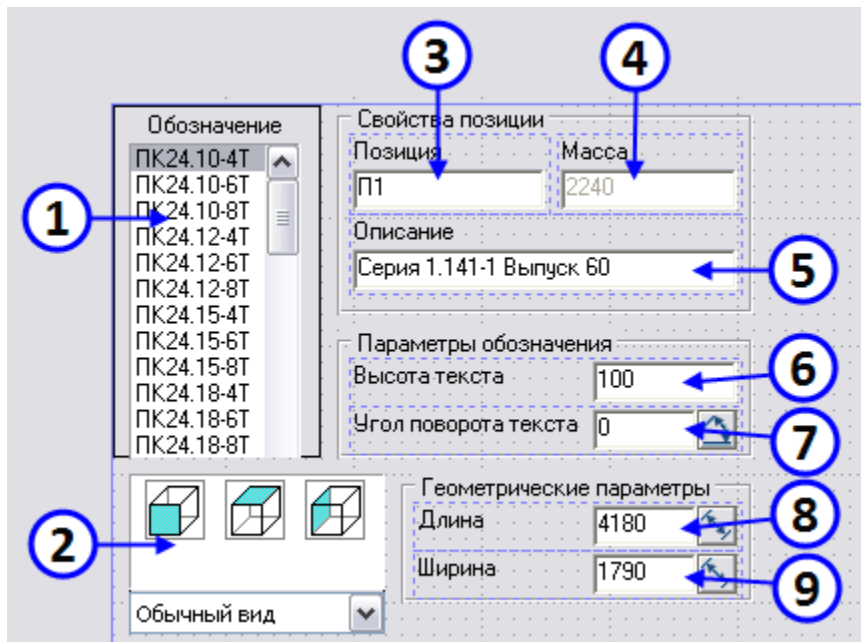 3
4
Обозначение
ПК24.10-4Т
ПК24.10-6Т
ПК24.10-8Т
ПК24.12-4Т
ПК24.12-6Т
ПК24.12-8Т
ПК24.15-4Т
ПК24.15-6Т
ПК24.15-8Т
ПК24.18-4Т
ПК24.18-6Т
ПК24.18-8Т
1
Свойства позиции
Позиция Масса
П1 2240
Описание
Серия 1.141-1 Выпуск 60
5
Параметры обозначения
Высота текста 100
6
Угол поворота текста 0
7
2
Обычный вид
Геометрические параметры
Длина 4180
8
Ширина 1790
9